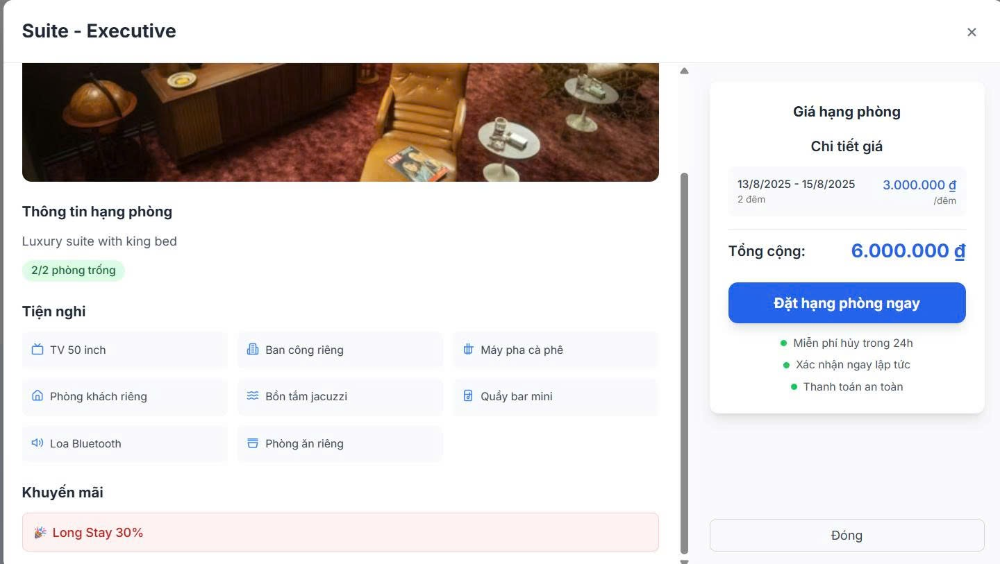 Suite - Executive
LIFE
Thông tin hạng phòng
Luxury suite with king bed
2/2 phòng trống
Tiện nghi
TV 50 inch
Ban công riêng
Máy pha cà phê
Phòng khách riêng
Bồn tắm jacuzzi
Quầy bar mini
Loa Bluetooth
Phòng ăn riêng
Khuyến mãi
🎉 Long Stay 30%
Giá hạng phòng
Chi tiết giá
13/8/2025 - 15/8/2025
3.000.000 ₫
2 đêm
/đêm
Tổng cộng:
6.000.000 ₫
Đặt hạng phòng ngay
Miễn phí hủy trong 24h
Xác nhận ngay lập tức
Thanh toán an toàn
Đóng